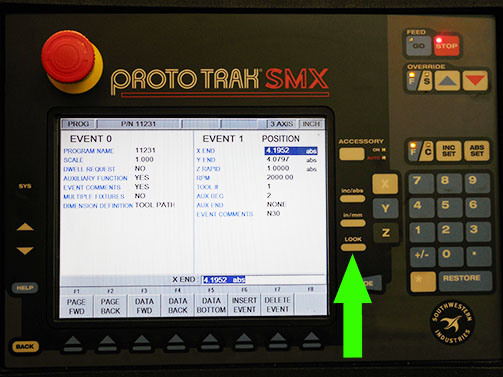 PROTOTRAK SMX
FEED
GO
STOP
OVERRIDE
F
S
PROG
P/N 11231
3 AXIS
INCH
EVENT 0
PROGRAM NAME 11231
SCALE 1.000
DWELL REQUEST NO
AUXILIARY FUNCTION YES
EVENT COMMENTS YES
MULTIPLE FIXTURES NO
DIMENSION DEFINITION TOOL PATH
EVENT 1 POSITION
X END 4.1952 abs
Y END 4.0797 abs
Z RAPID 1.0000 abs
RPM 2000.00
TOOL # 1
AUX BEG 2
AUX END NONE
EVENT COMMENTS N30
X END 4.1952 abs
F1 F2 F3 F4 F5 F6 F7 F8
PAGE FWD
PAGE BACK
DATA FWD
DATA BACK
DATA BOTTOM
INSERT EVENT
DELETE EVENT
SYS
HELP
BACK
ACCESSORY
ON
AUTO
inc/abs
in/mm
LOOK
F
C
INC SET
ABS SET
X
Y
Z
7 8 9
4 5 6
1 2 3
+/- 0 .
* RESTORE
SOUTHWESTERN
INDUSTRIES